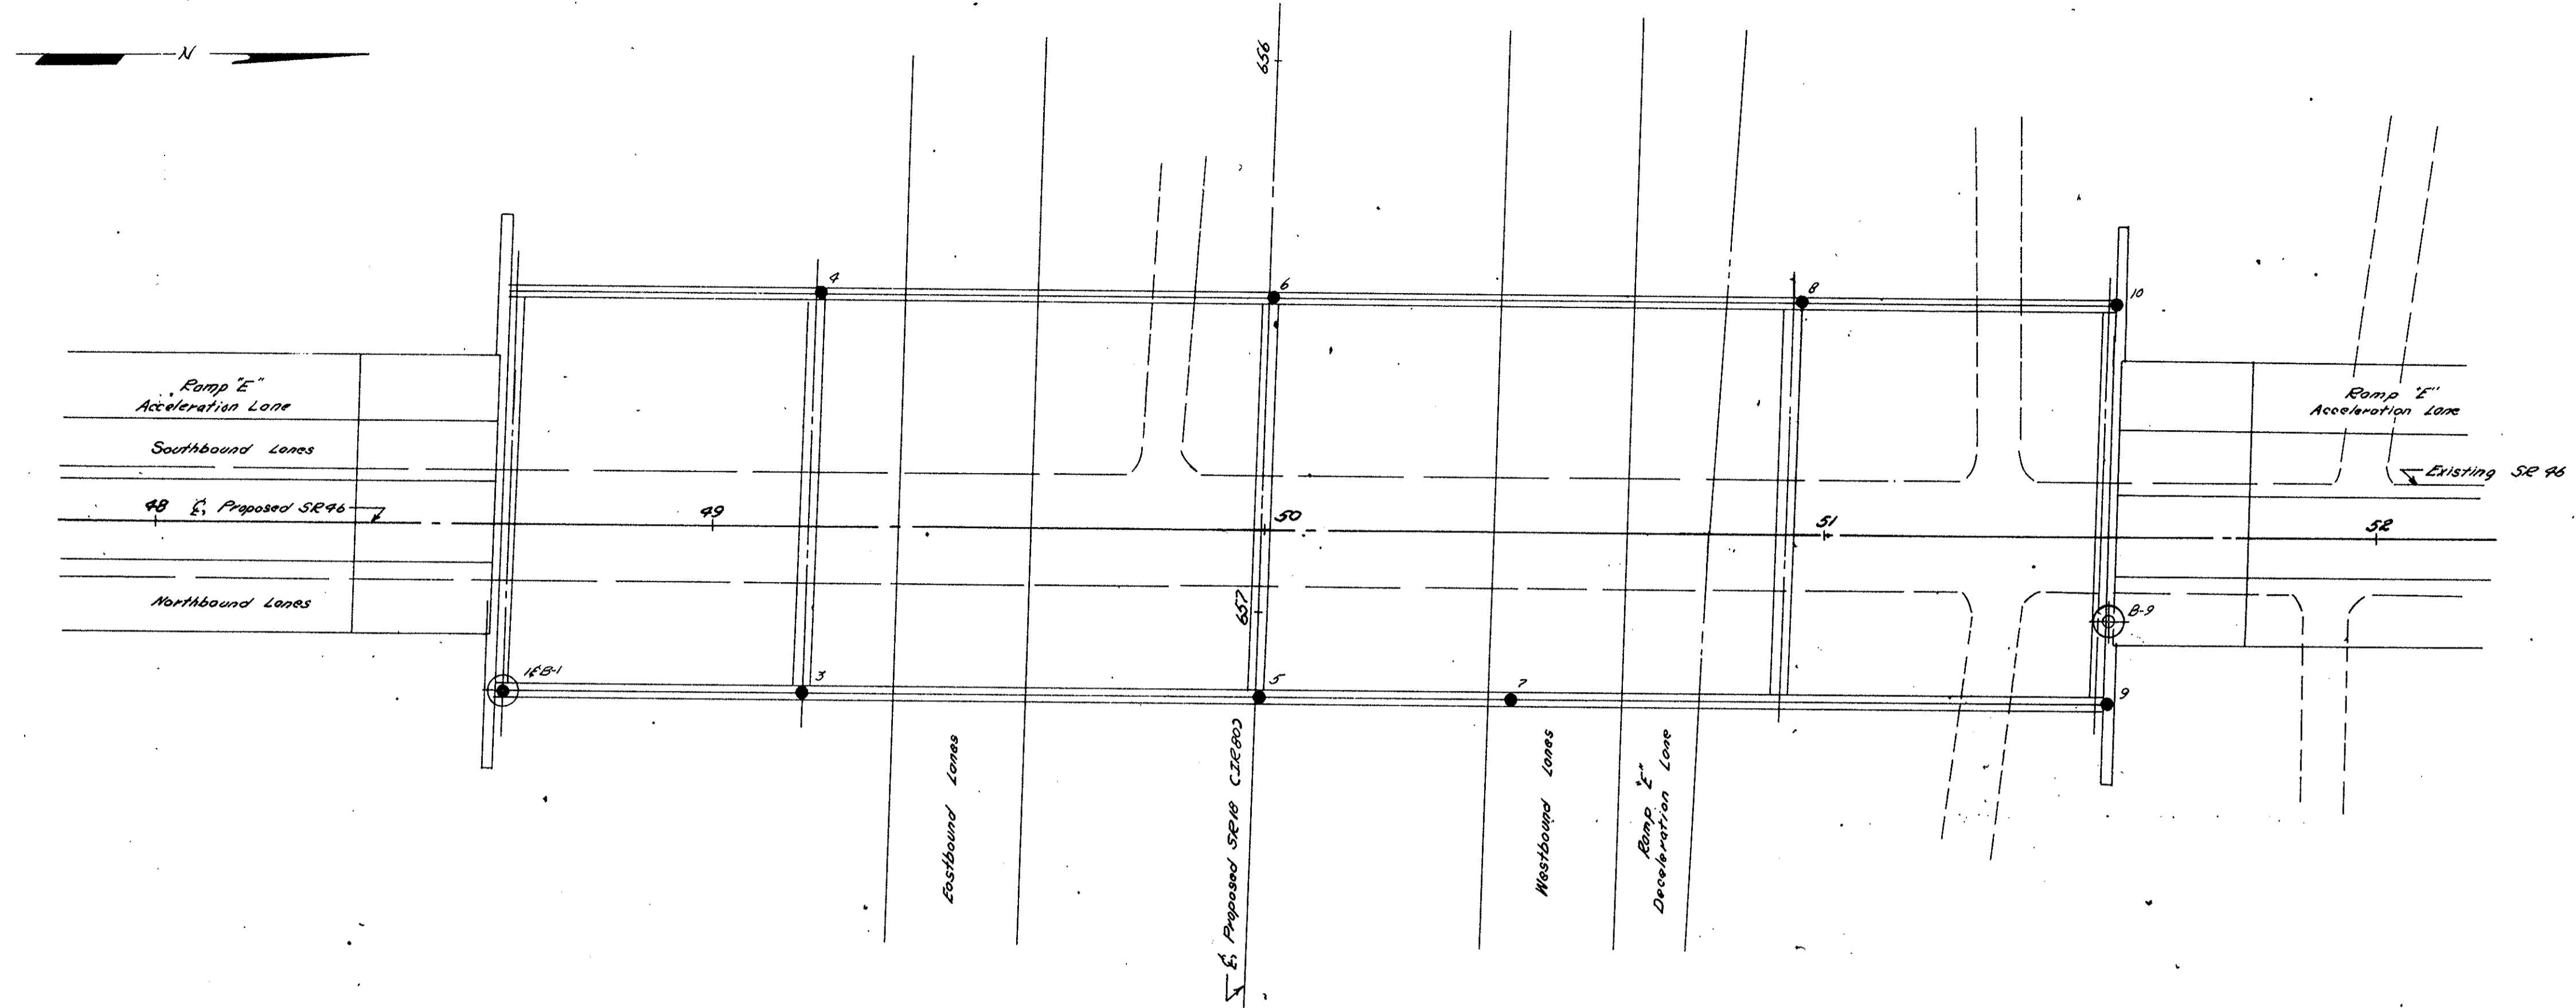 N
656
4
6
8
10
Ramp "E"
Acceleration Lane
Southbound Lanes
48
℄ Proposed SR46
49
50
51
52
Northbound Lanes
Ramp "E"
Acceleration Lane
Existing SR 46
657
B-9
1&B-1
3
5
7
9
Eastbound Lanes
℄ Proposed SR18 (IR80)
Westbound Lanes
Ramp "E"
Deceleration Lane